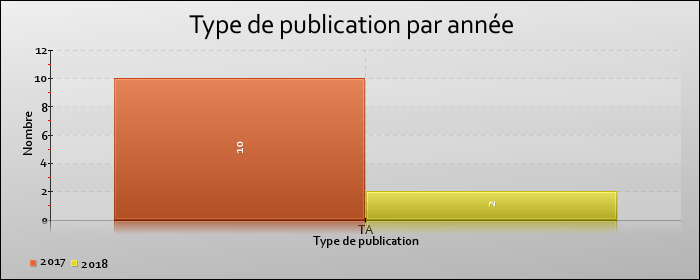 Type de publication par année
Nombre
12
10
8
6
4
2
0
10
2
TA
Type de publication
2017
2018